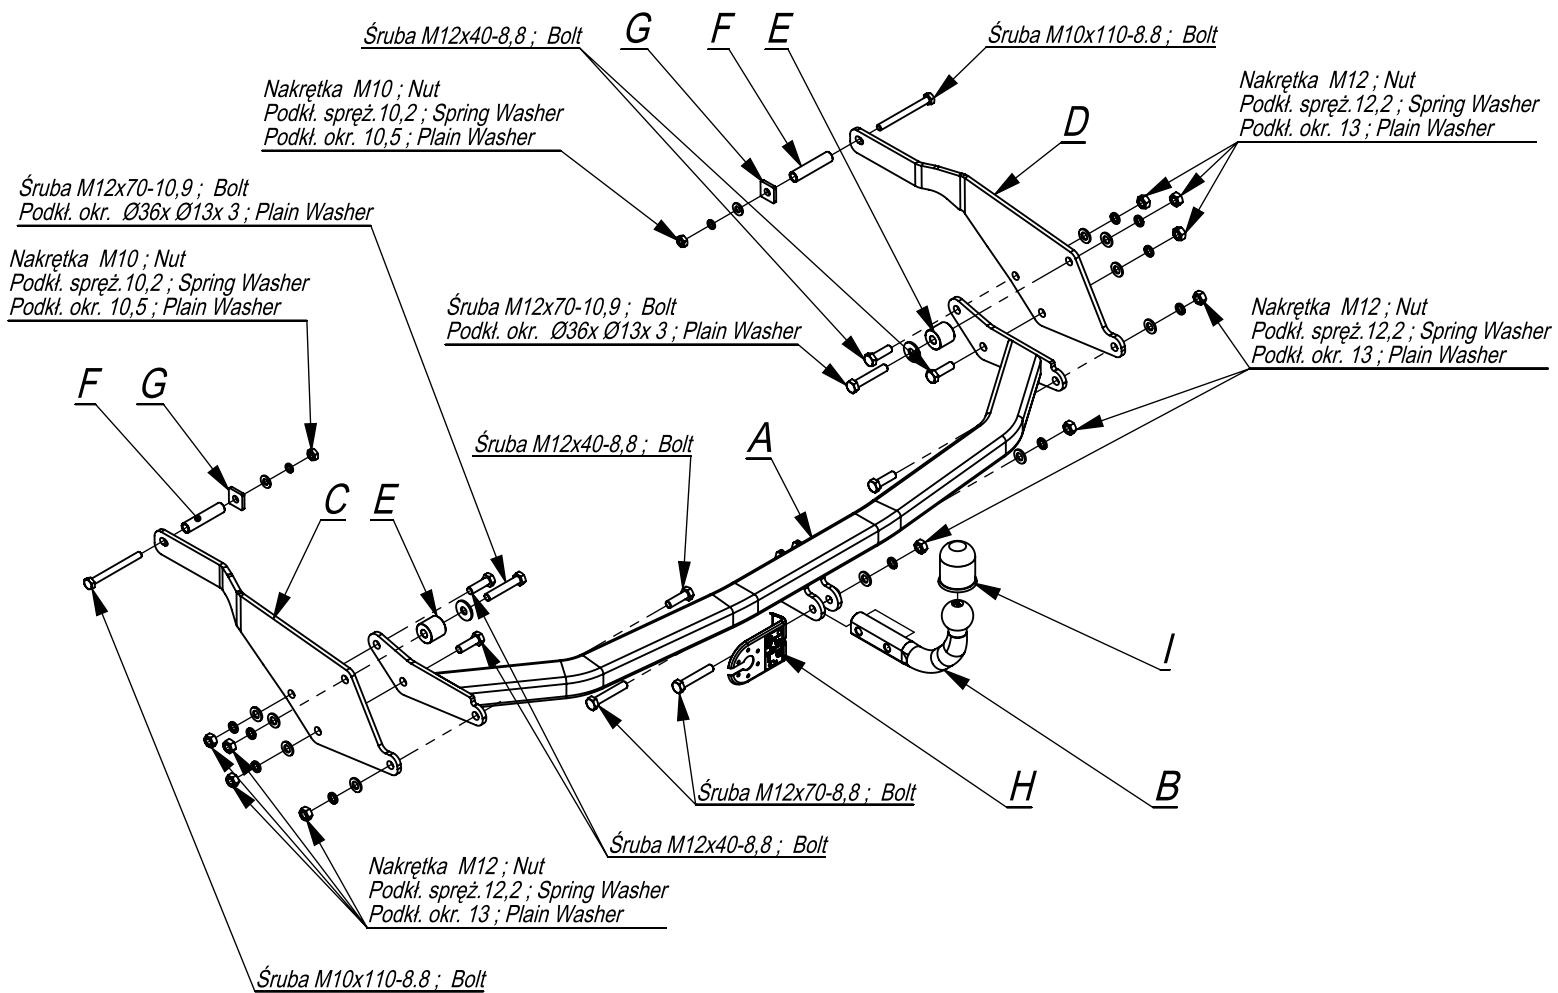 Śruba M12x40-8,8 ; Bolt
G
F
E
Śruba M10x110-8.8 ; Bolt
Nakrętka M10 ; Nut
Podkł. spręż.10,2 ; Spring Washer
Podkł. okr. 10,5 ; Plain Washer
Nakrętka M12 ; Nut
Podkł. spręż.12,2 ; Spring Washer
Podkł. okr. 13 ; Plain Washer
D
Śruba M12x70-10,9 ; Bolt
Podkł. okr. Ø36x Ø13x 3 ; Plain Washer
Nakrętka M10 ; Nut
Podkł. spręż.10,2 ; Spring Washer
Podkł. okr. 10,5 ; Plain Washer
Śruba M12x70-10,9 ; Bolt
Podkł. okr. Ø36x Ø13x 3 ; Plain Washer
Nakrętka M12 ; Nut
Podkł. spręż.12,2 ; Spring Washer
Podkł. okr. 13 ; Plain Washer
F
G
Śruba M12x40-8,8 ; Bolt
A
C
E
I
H
B
Śruba M12x70-8,8 ; Bolt
Śruba M12x40-8,8 ; Bolt
Nakrętka M12 ; Nut
Podkł. spręż.12,2 ; Spring Washer
Podkł. okr. 13 ; Plain Washer
Śruba M10x110-8.8 ; Bolt